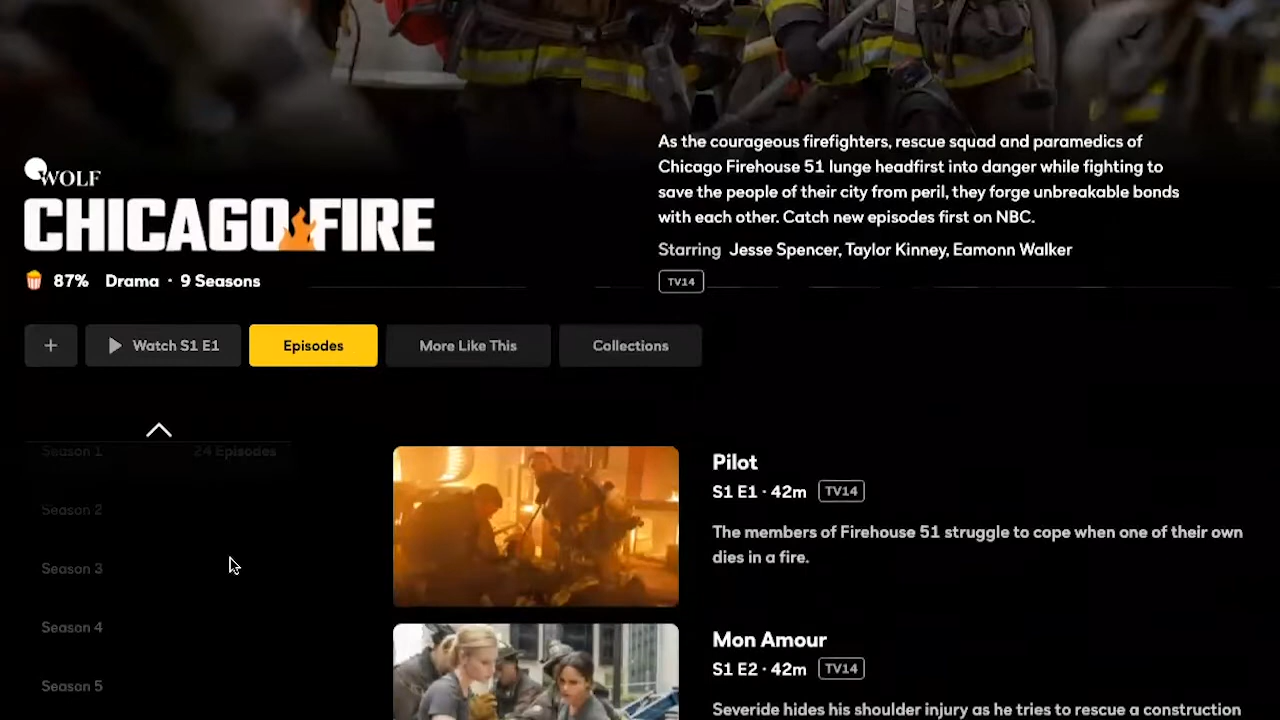 WOLF
CHICAGO FIRE
87% Drama · 9 Seasons
As the courageous firefighters, rescue squad and paramedics of
Chicago Firehouse 51 lunge headfirst into danger while fighting to
save the people of their city from peril, they forge unbreakable bonds
with each other. Catch new episodes first on NBC.
Starring Jesse Spencer, Taylor Kinney, Eamonn Walker
TV14
+ Watch S1 E1 Episodes More Like This Collections
Season 1 24 Episodes
Season 2
Season 3
Season 4
Season 5
Pilot
S1 E1 · 42m TV14
The members of Firehouse 51 struggle to cope when one of their own
dies in a fire.
Mon Amour
S1 E2 · 42m TV14
Severide hides his shoulder injury as he tries to rescue a construction